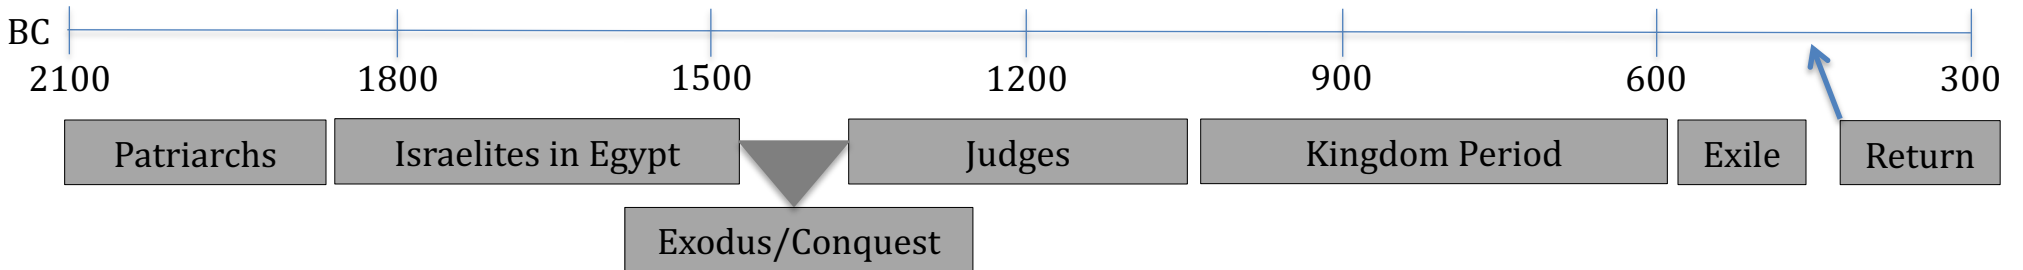 BC
2100 1800 1500 1200 900 600 300
Patriarchs Israelites in Egypt Judges Kingdom Period Exile Return
Exodus/Conquest